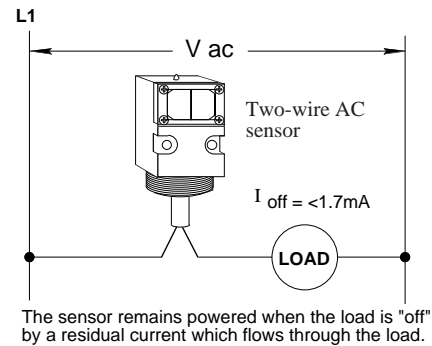 L1
V ac
Two-wire AC
sensor
I off = <1.7mA
LOAD
The sensor remains powered when the load is "off"
by a residual current which flows through the load.